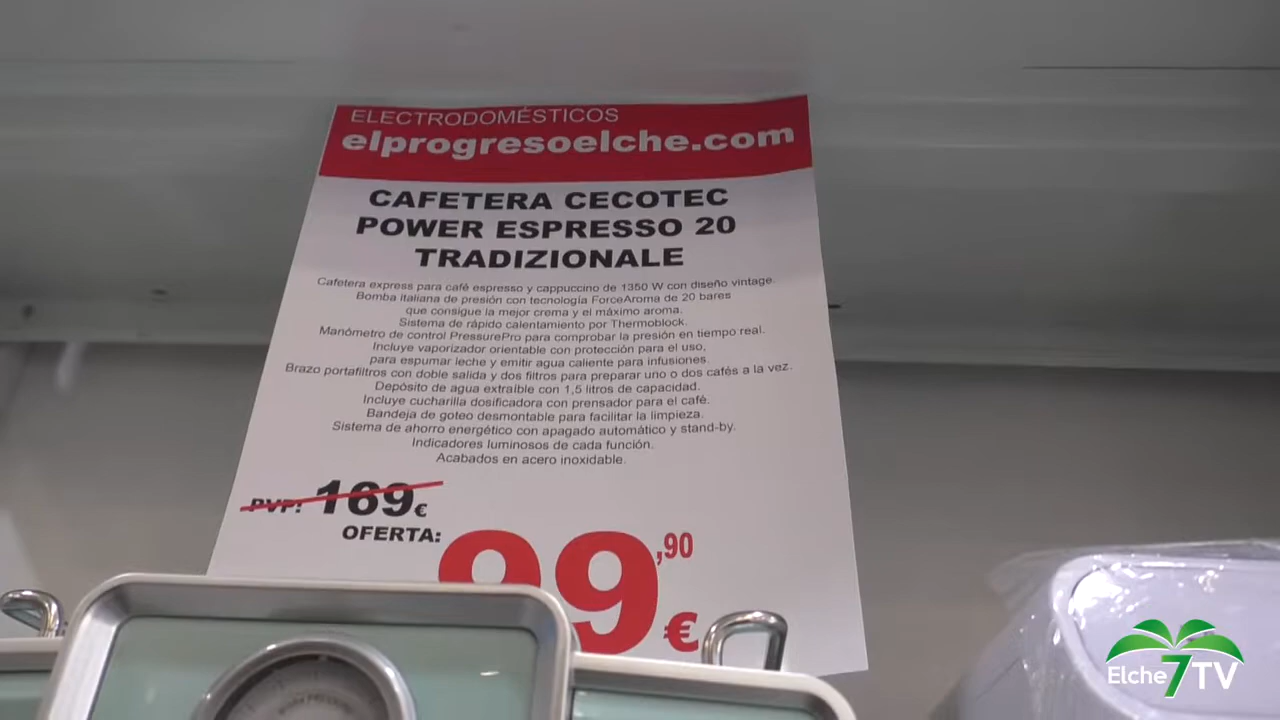 ELECTRODOMÉSTICOS
elprogresoelche.com
CAFETERA CECOTEC
POWER ESPRESSO 20
TRADIZIONALE
Cafetera express para café espresso y cappuccino de 1350 W con diseño vintage.
Bomba italiana de presión con tecnología ForceAroma de 20 bares
que consigue la mejor crema y el máximo aroma.
Sistema de rápido calentamiento por Thermoblock.
Manómetro de control PressurePro para comprobar la presión en tiempo real.
Incluye vaporizador orientable con protección para el uso,
para espumar leche y emitir agua caliente para infusiones.
Brazo portafiltros con doble salida y dos filtros para preparar uno o dos cafés a la vez.
Depósito de agua extraíble con 1,5 litros de capacidad.
Incluye cucharilla dosificadora con prensador para el café.
Bandeja de goteo desmontable para facilitar la limpieza.
Sistema de ahorro energético con apagado automático y stand-by.
Indicadores luminosos de cada función.
Acabados en acero inoxidable.
PVP: 169€
OFERTA:
99,90€
Elche 7 TV